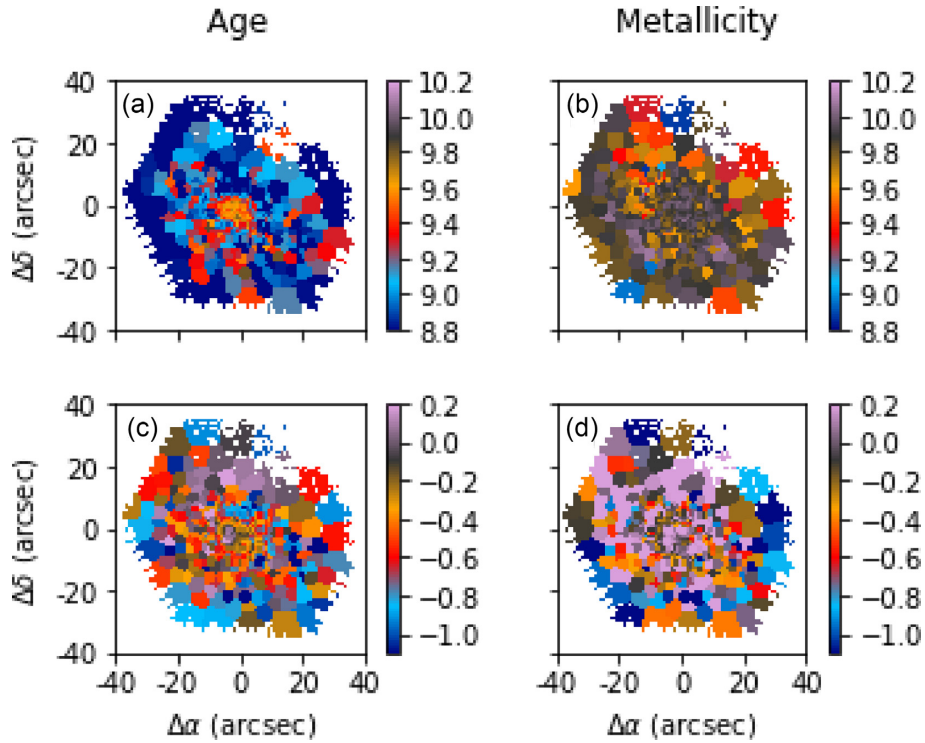 Age Metallicity
40 (a) 10.2 (b) 10.2
10.0 10.0
20 9.8 9.8
Δδ (arcsec) 0 9.6 9.6
9.4 9.4
-20 9.2 9.2
9.0 9.0
-40 8.8 8.8
40 (c) 0.2 (d) 0.2
0.0 0.0
20 −0.2 −0.2
Δδ (arcsec) 0 −0.4 −0.4
−0.6 −0.6
-20 −0.8 −0.8
−1.0 −1.0
-40
-40 -20 0 20 40 -40 -20 0 20 40
Δα (arcsec) Δα (arcsec)